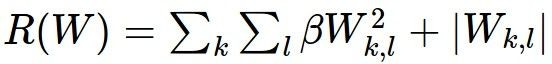 R(W) = ∑_k ∑_l βW_{k,l}^2 + |W_{k,l}|